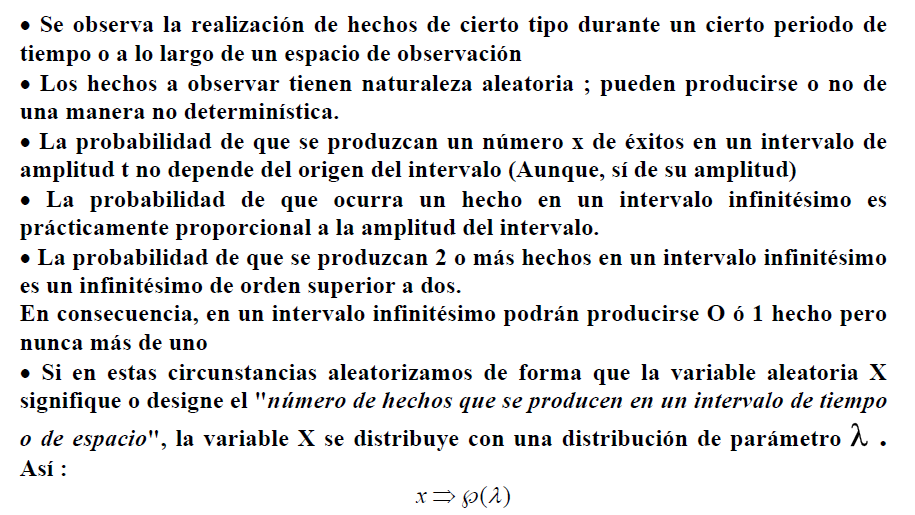 • Se observa la realización de hechos de cierto tipo durante un cierto periodo de
tiempo o a lo largo de un espacio de observación
• Los hechos a observar tienen naturaleza aleatoria ; pueden producirse o no de
una manera no determinística.
• La probabilidad de que se produzcan un número x de éxitos en un intervalo de
amplitud t no depende del origen del intervalo (Aunque, sí de su amplitud)
• La probabilidad de que ocurra un hecho en un intervalo infinitésimo es
prácticamente proporcional a la amplitud del intervalo.
• La probabilidad de que se produzcan 2 o más hechos en un intervalo infinitésimo
es un infinitésimo de orden superior a dos.
En consecuencia, en un intervalo infinitésimo podrán producirse O ó 1 hecho pero
nunca más de uno
• Si en estas circunstancias aleatorizamos de forma que la variable aleatoria X
signifique o designe el "número de hechos que se producen en un intervalo de tiempo
o de espacio", la variable X se distribuye con una distribución de parámetro λ .
Así :
x ⇒ ℘(λ)